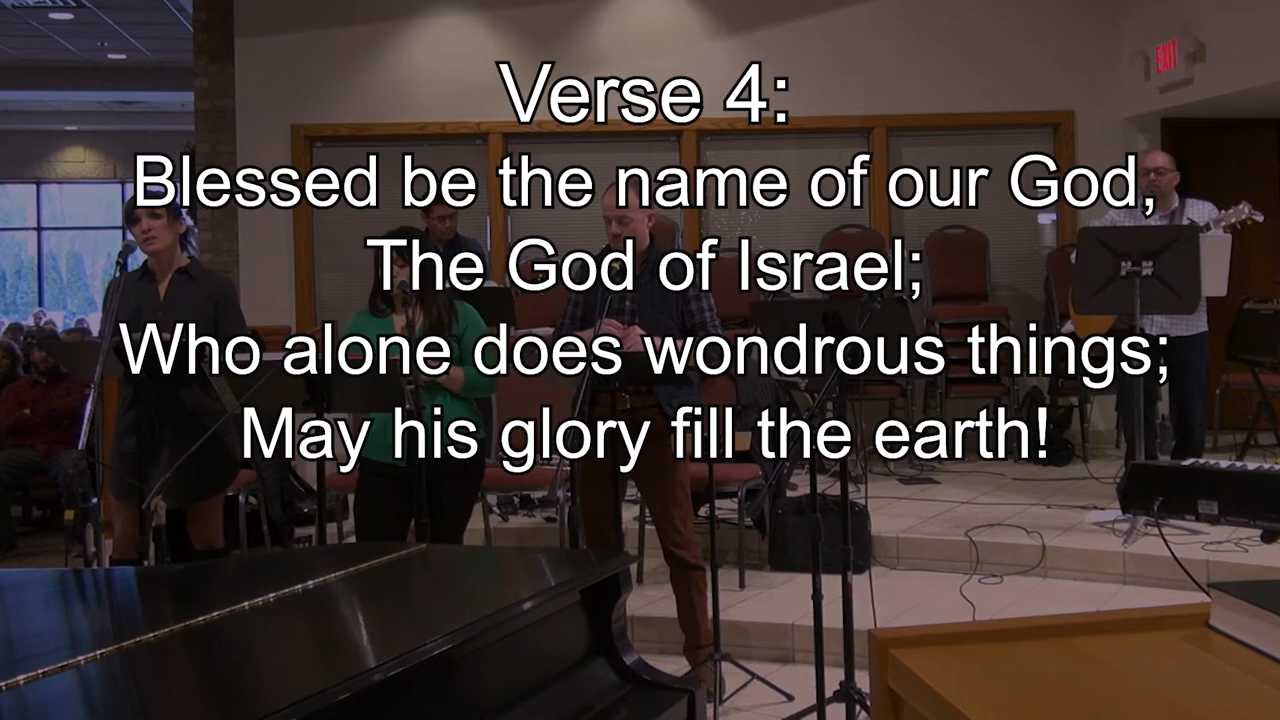 Verse 4:
Blessed be the name of our God,
The God of Israel;
Who alone does wondrous things;
May his glory fill the earth!
EXIT